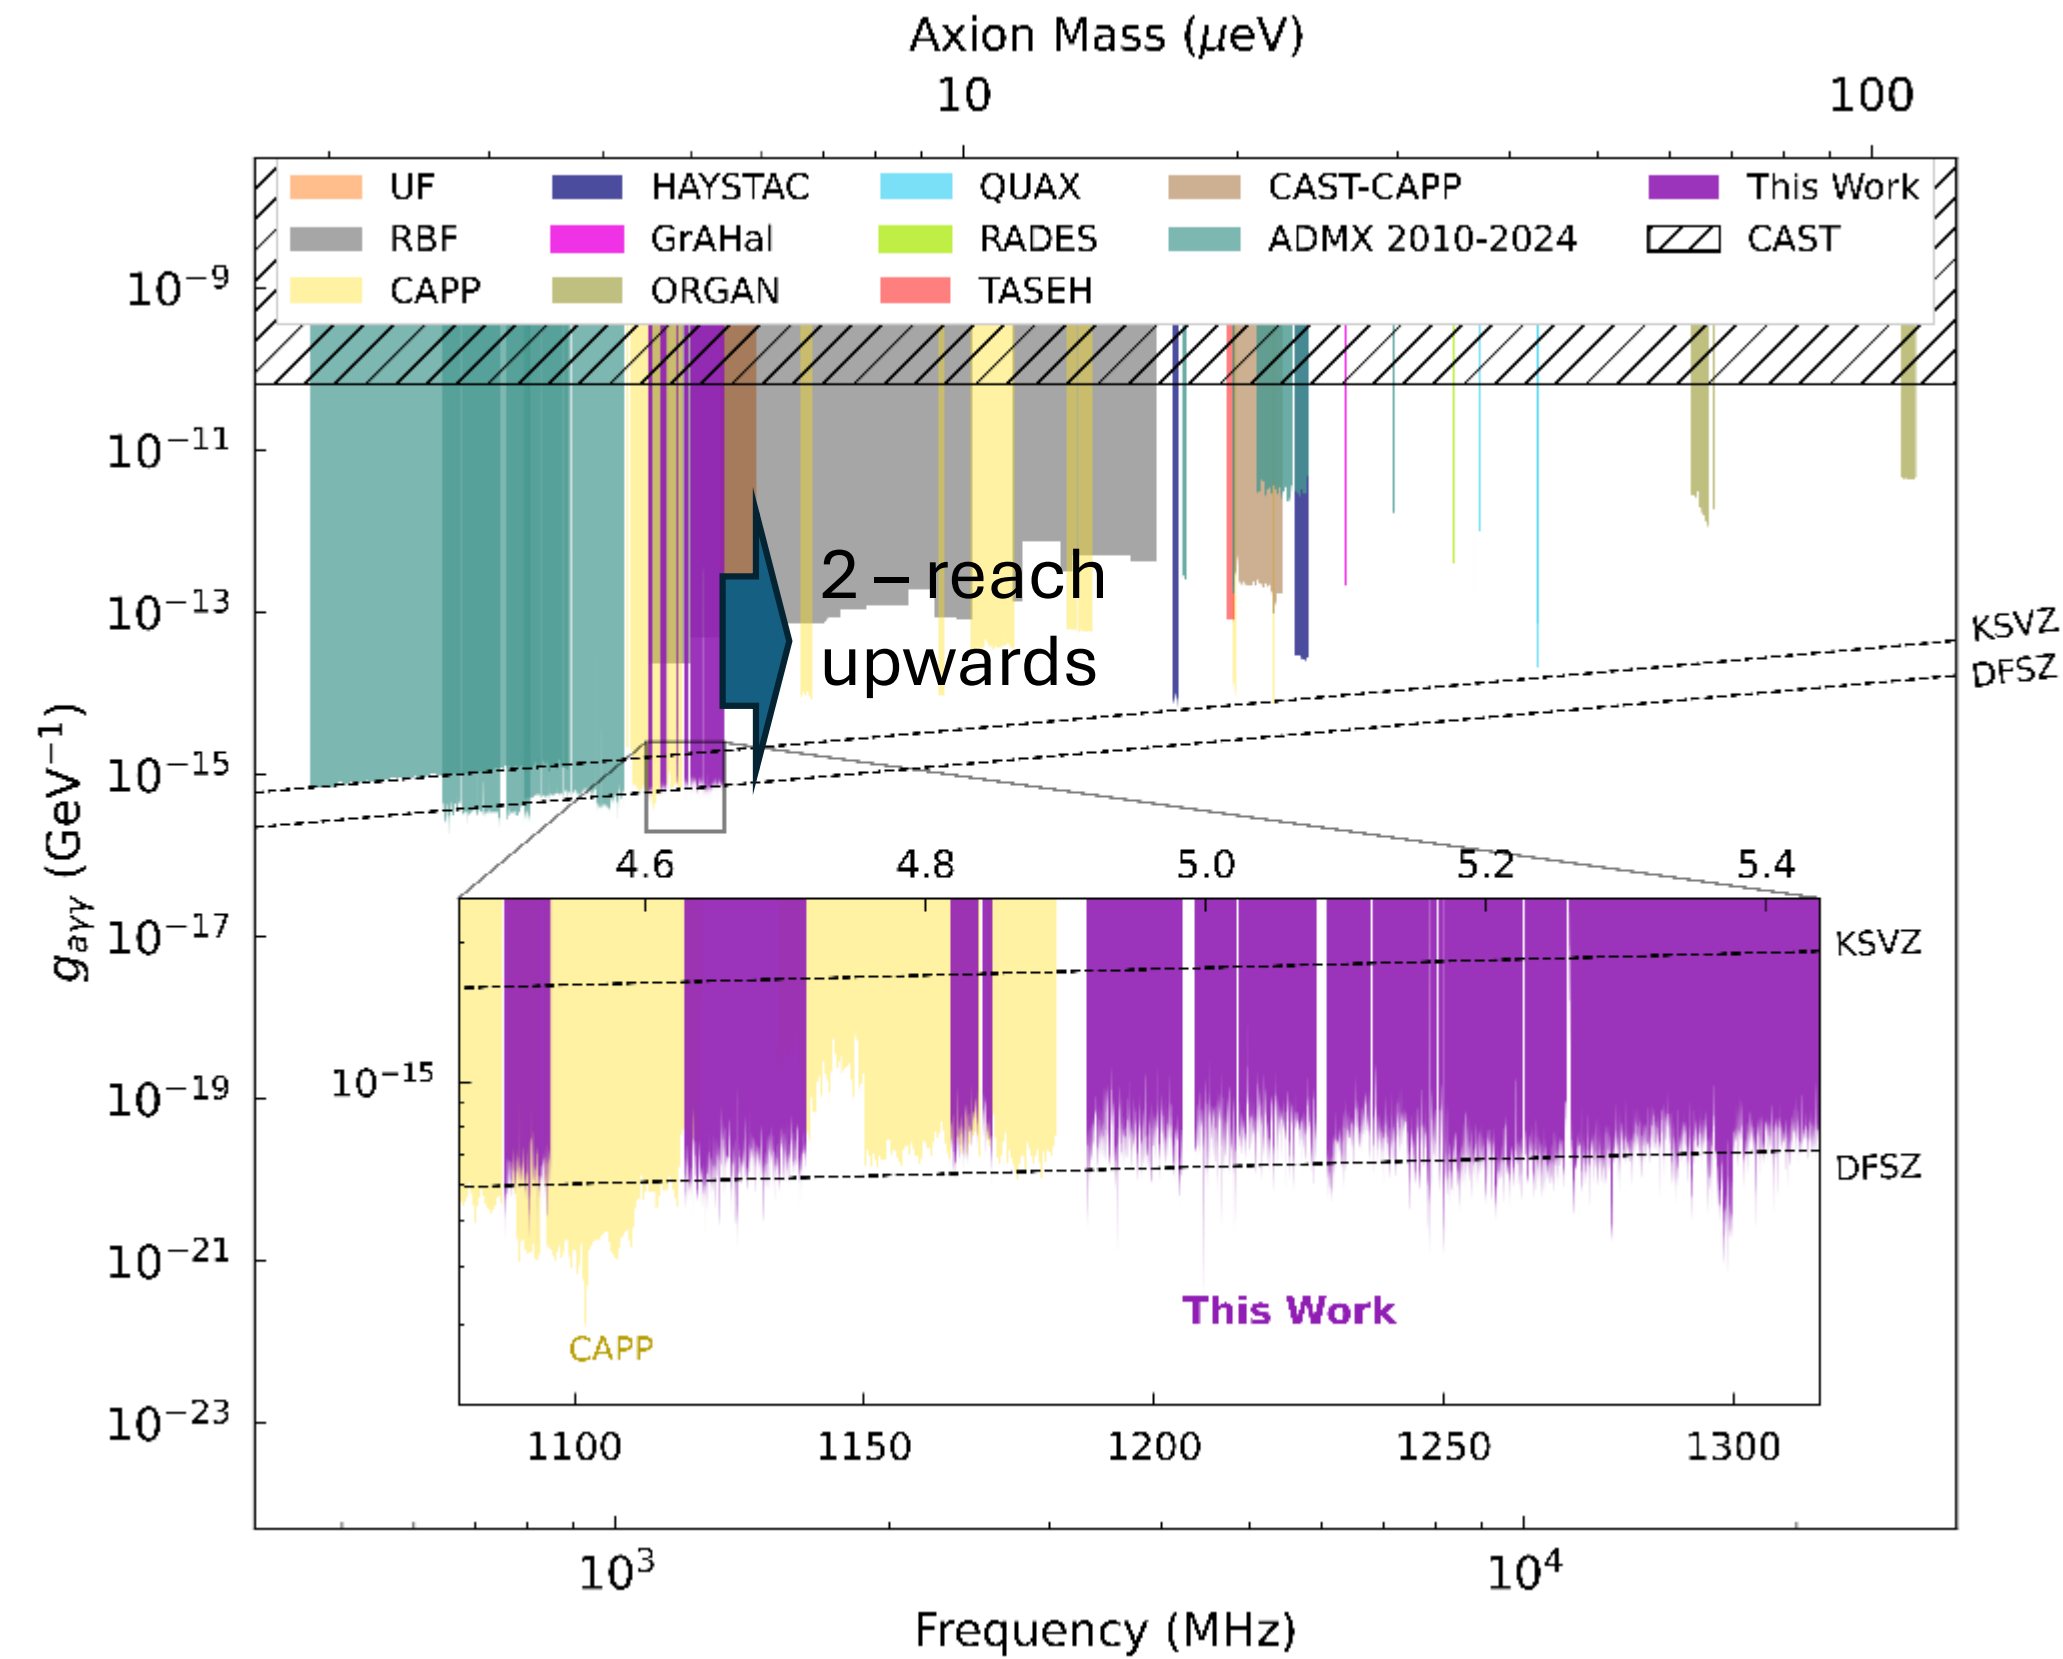 Axion Mass (μeV)
10 100
UF HAYSTAC QUAX CAST-CAPP This Work
RBF GrAHal RADES ADMX 2010-2024 CAST
CAPP ORGAN TASEH
10⁻⁹
10⁻¹¹
10⁻¹³
10⁻¹⁵
10⁻¹⁷
10⁻¹⁹
10⁻²¹
10⁻²³
g_aγγ (GeV⁻¹)
2 – reach
upwards
KSVZ
DFSZ
4.6 4.8 5.0 5.2 5.4
KSVZ
10⁻¹⁵
DFSZ
This Work
CAPP
1100 1150 1200 1250 1300
10³ 10⁴
Frequency (MHz)